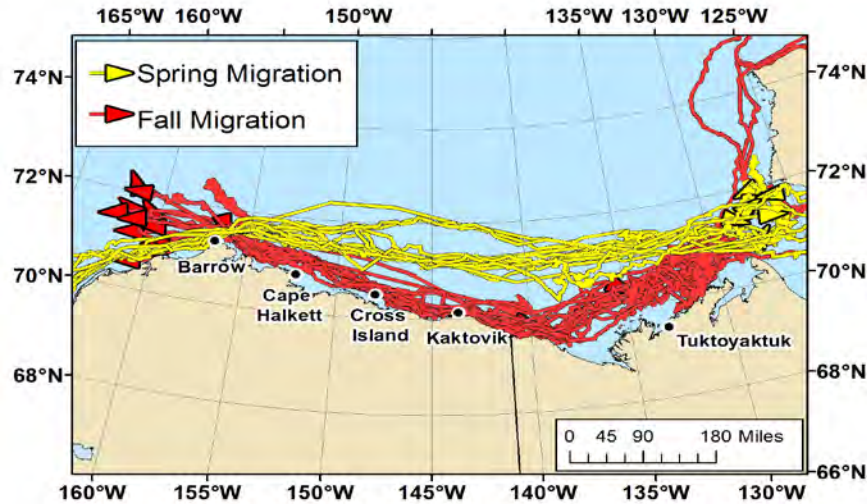 165°W 160°W 150°W 135°W 130°W 125°W
Spring Migration
Fall Migration
74°N
74°N
72°N
72°N
70°N
70°N
68°N
68°N
66°N
Barrow
Cape
Halkett
Cross
Island
Kaktovik
Tuktoyaktuk
0 45 90 180 Miles
160°W 155°W 150°W 145°W 140°W 135°W 130°W